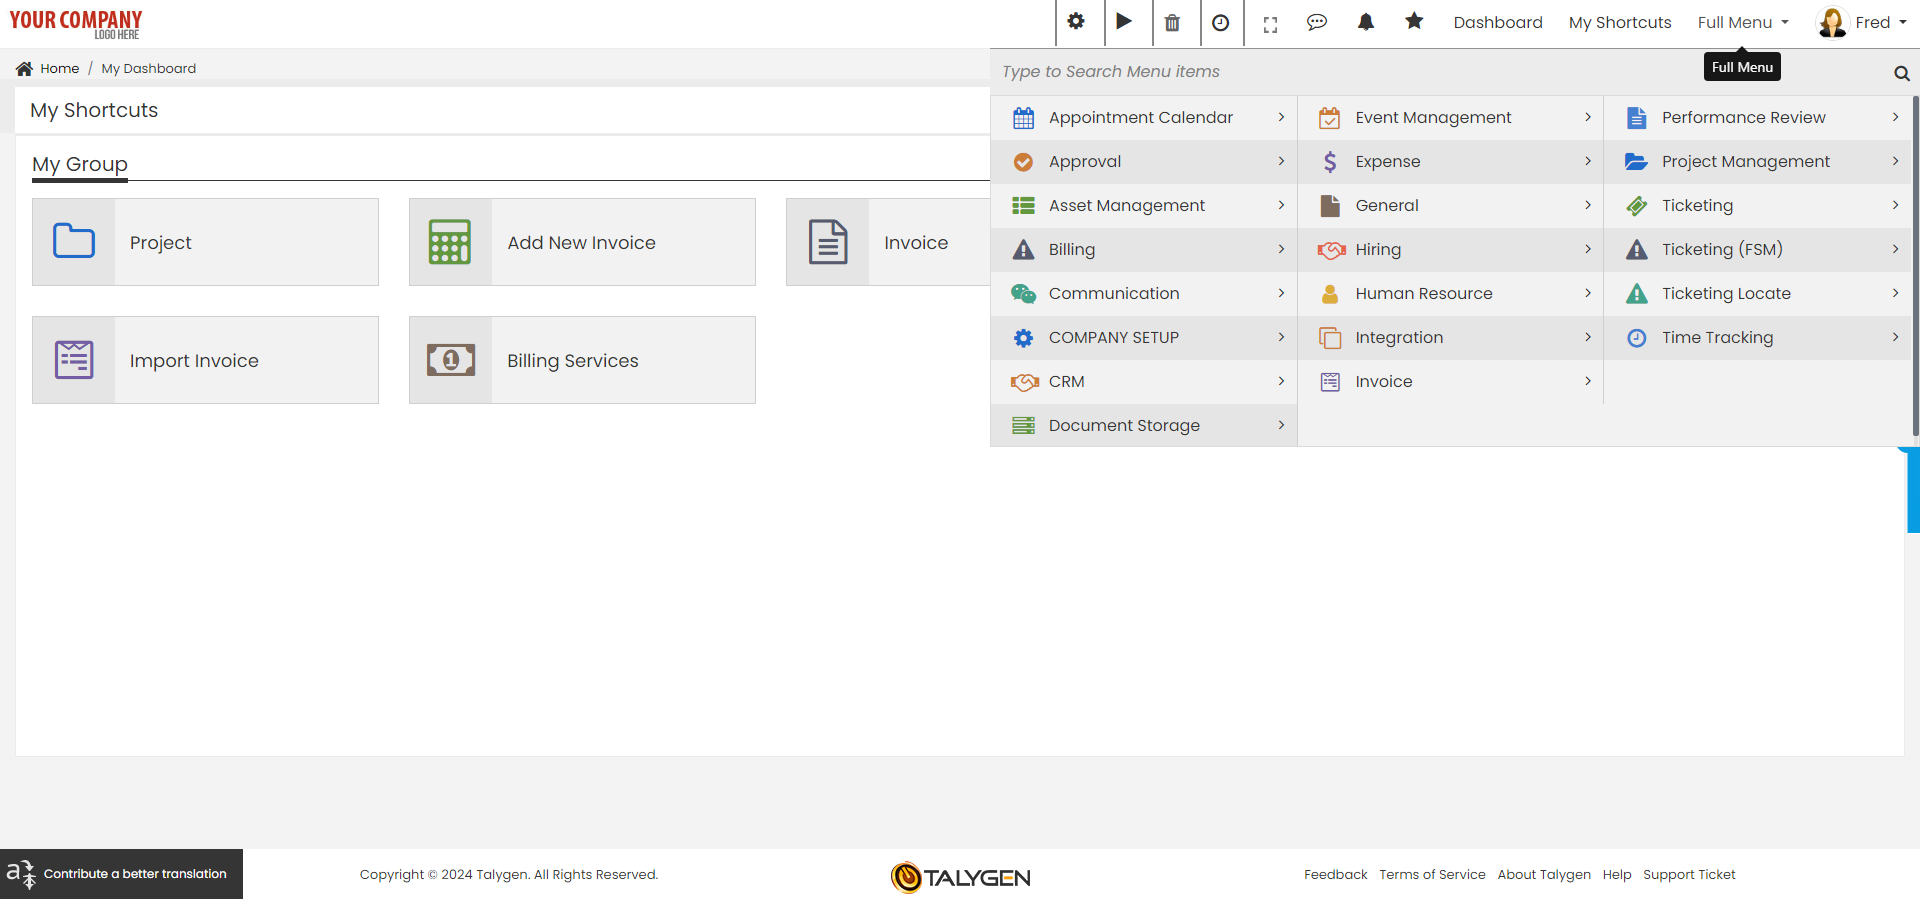 YOUR COMPANY
LOGO HERE
Dashboard
My Shortcuts
Full Menu
Fred
Home / My Dashboard
Type to Search Menu items
Full Menu
My Shortcuts
My Group
Project
Add New Invoice
Invoice
Import Invoice
1
Billing Services
Appointment Calendar
Approval
Asset Management
Billing
Communication
COMPANY SETUP
CRM
Document Storage
Event Management
Expense
General
Hiring
Human Resource
Integration
Invoice
Performance Review
Project Management
Ticketing
Ticketing (FSM)
Ticketing Locate
Time Tracking
Contribute a better translation
Copyright © 2024 Talygen. All Rights Reserved.
TALYGEN
Feedback
Terms of Service
About Talygen
Help
Support Ticket